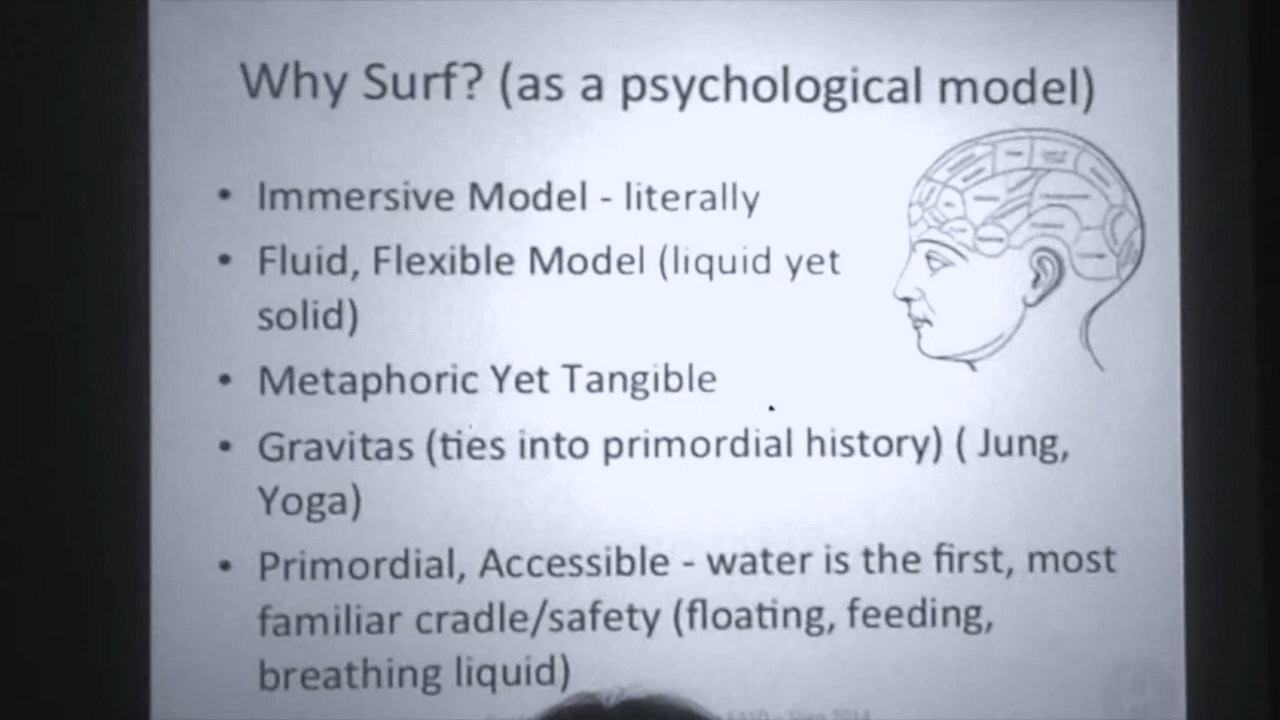 Why Surf? (as a psychological model)
• Immersive Model - literally
• Fluid, Flexible Model (liquid yet
solid)
• Metaphoric Yet Tangible
• Gravitas (ties into primordial history) ( Jung,
Yoga)
• Primordial, Accessible - water is the first, most
familiar cradle/safety (floating, feeding,
breathing liquid)